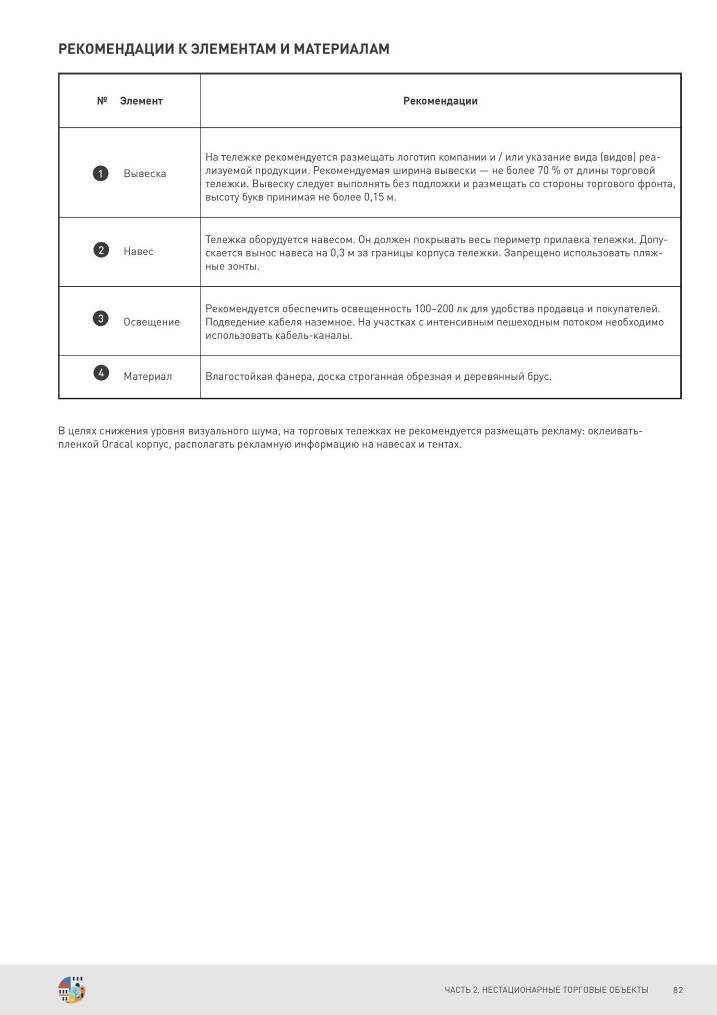 РЕКОМЕНДАЦИИ К ЭЛЕМЕНТАМ И МАТЕРИАЛАМ
№ Элемент Рекомендации
1 Вывеска
На тележке рекомендуется размещать логотип компании и / или указание вида (видов) реа-
лизуемой продукции. Рекомендуемая ширина вывески — не более 70 % от длины торговой
тележки. Вывеску следует выполнять без подложки и размещать со стороны торгового фронта,
высоту букв принимая не более 0,15 м.
2 Навес
Тележка оборудуется навесом. Он должен покрывать весь периметр прилавка тележки. Допу-
скается вынос навеса на 0,3 м за границы корпуса тележки. Запрещено использовать пляж-
ные зонты.
3 Освещение
Рекомендуется обеспечить освещенность 100–200 лк для удобства продавца и покупателей.
Подведение кабеля наземное. На участках с интенсивным пешеходным потоком необходимо
использовать кабель-каналы.
4 Материал
Влагостойкая фанера, доска строганная обрезная и деревянный брус.
В целях снижения уровня визуального шума, на торговых тележках не рекомендуется размещать рекламу: оклеивать-
пленкой Oracal корпус, располагать рекламную информацию на навесах и тентах.
ЧАСТЬ 2. НЕСТАЦИОНАРНЫЕ ТОРГОВЫЕ ОБЪЕКТЫ 82